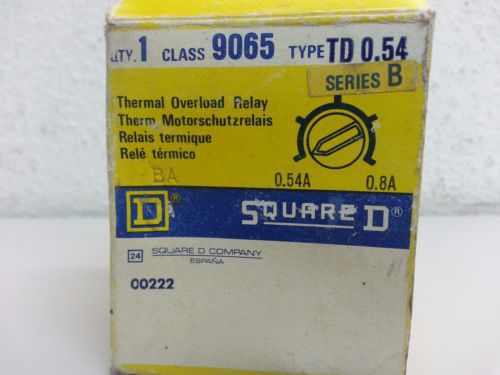 QTY. 1 CLASS 9065 TYPE TD 0.54
SERIES B
Thermal Overload Relay
Therm Motorschutzrelais
Relais termique
Relé térmico
BA
0.54A 0.8A
D® SQUARE D®
24 SQUARE D COMPANY
ESPAÑA
00222